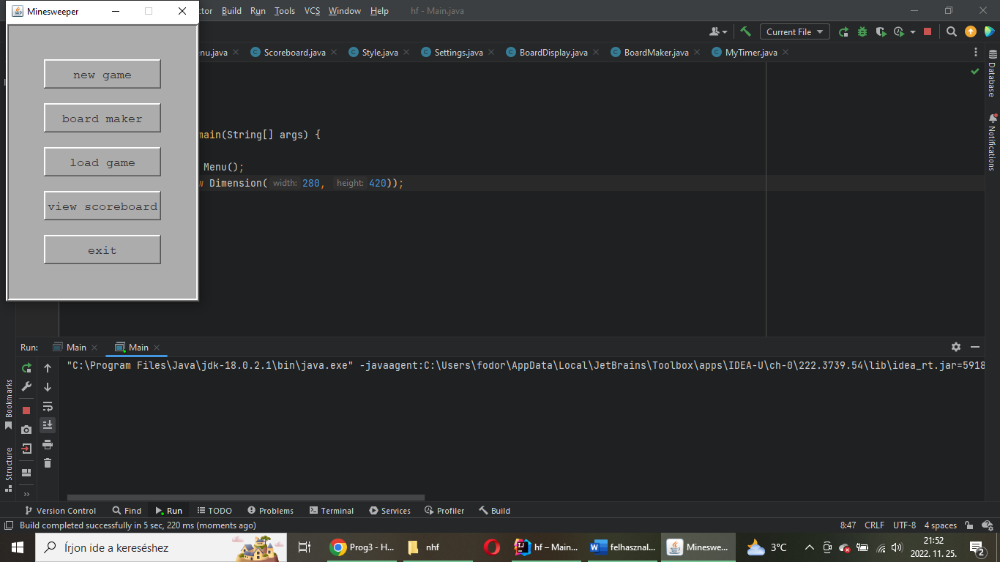 Minesweeper
new game
board maker
load game
view scoreboard
exit
Build Run Tools VCS Window Help hf - Main.java
Current File
Scoreboard.java Style.java Settings.java BoardDisplay.java BoardMaker.java MyTimer.java
main(String[] args) {
Menu();
Dimension( width: 280, height: 420));
Database
Notifications
Run: Main Main
"C:\Program Files\Java\jdk-18.0.2.1\bin\java.exe" -javaagent:C:\Users\fodor\AppData\Local\JetBrains\Toolbox\apps\IDEA-U\ch-0\222.3739.54\lib\idea_rt.jar=5918
Bookmarks
Structure
Version Control Find Run TODO Problems Terminal Services Profiler Build
Build completed successfully in 5 sec, 220 ms (moments ago) 8:47 CRLF UTF-8 4 spaces
Írjon ide a kereséshez Prog3 - H... nhf hf – Main.... felhasznal... Mineswe... 3°C 21:52
2022. 11. 25. 2